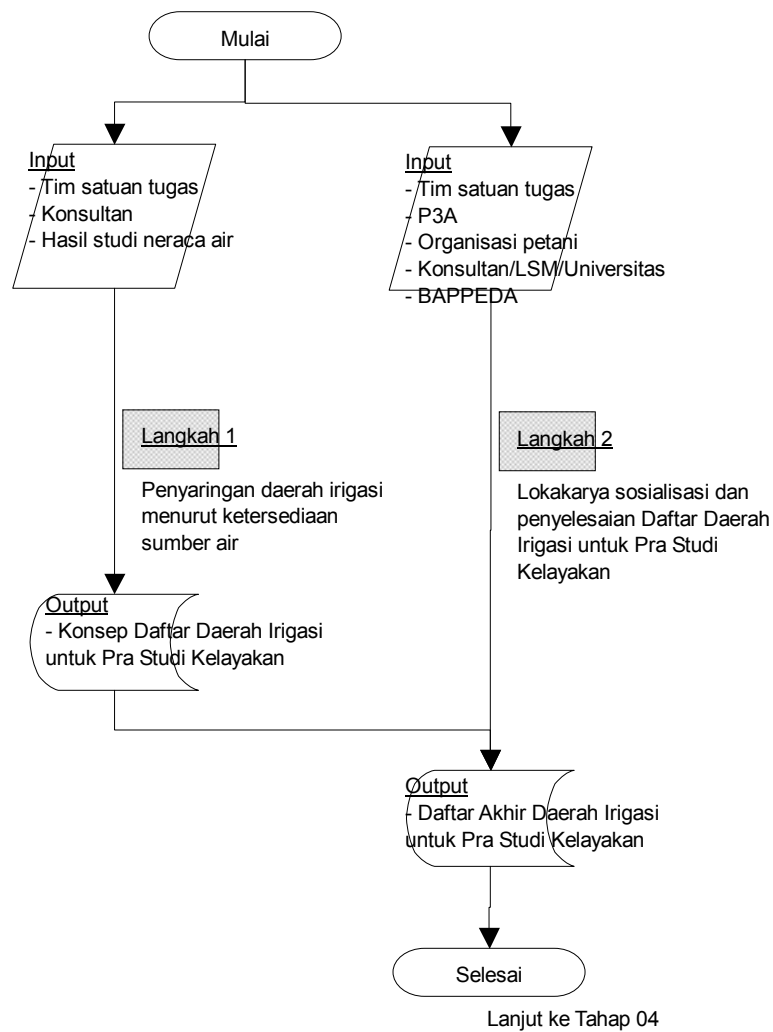 Mulai
Input
- Tim satuan tugas
- Konsultan
- Hasil studi neraca air
Input
- Tim satuan tugas
- P3A
- Organisasi petani
- Konsultan/LSM/Universitas
- BAPPEDA
Langkah 1
Penyaringan daerah irigasi
menurut ketersediaan
sumber air
Langkah 2
Lokakarya sosialisasi dan
penyelesaian Daftar Daerah
Irigasi untuk Pra Studi
Kelayakan
Output
- Konsep Daftar Daerah Irigasi
untuk Pra Studi Kelayakan
Output
- Daftar Akhir Daerah Irigasi
untuk Pra Studi Kelayakan
Selesai
Lanjut ke Tahap 04